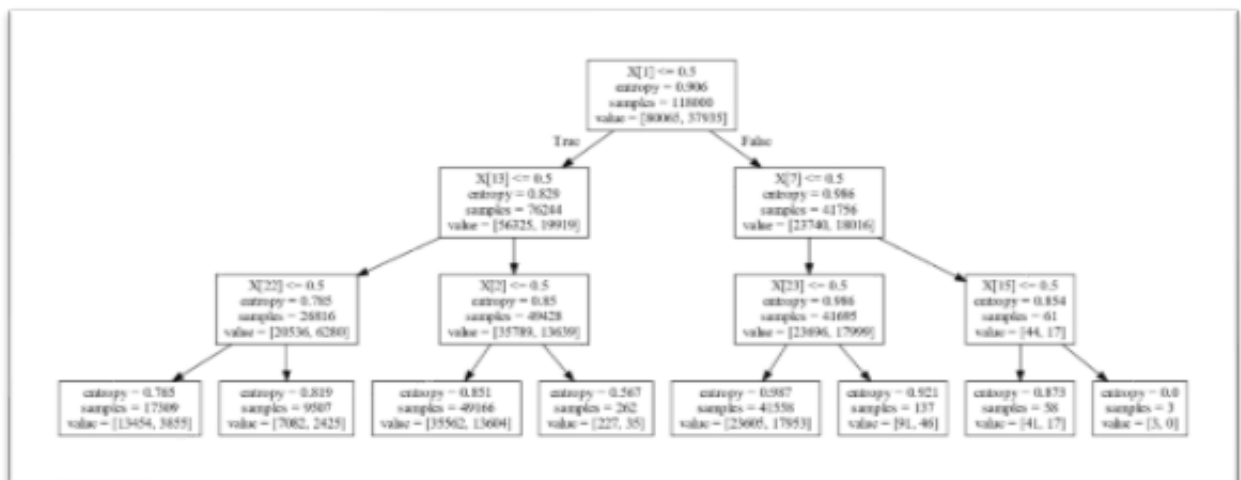 X[1] <= 0.5
entropy = 0.906
samples = 118000
value = [80065, 37935]
True
False
X[13] <= 0.5
entropy = 0.829
samples = 76244
value = [56325, 19919]
X[7] <= 0.5
entropy = 0.986
samples = 41756
value = [23740, 18016]
X[22] <= 0.5
entropy = 0.785
samples = 26816
value = [20536, 6280]
X[2] <= 0.5
entropy = 0.85
samples = 49428
value = [35789, 13639]
X[23] <= 0.5
entropy = 0.986
samples = 41695
value = [23696, 17999]
X[15] <= 0.5
entropy = 0.854
samples = 61
value = [44, 17]
entropy = 0.765
samples = 17309
value = [13454, 3855]
entropy = 0.819
samples = 9507
value = [7082, 2425]
entropy = 0.851
samples = 49166
value = [35562, 13604]
entropy = 0.567
samples = 262
value = [227, 35]
entropy = 0.987
samples = 41558
value = [23605, 17953]
entropy = 0.921
samples = 137
value = [91, 46]
entropy = 0.873
samples = 58
value = [41, 17]
entropy = 0.0
samples = 3
value = [3, 0]